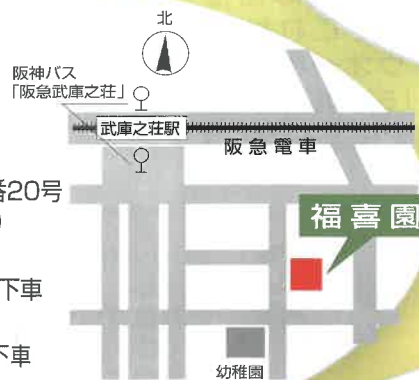 北
阪神バス
「阪急武庫之荘」
武庫之荘駅
阪急電車
番20号
福喜園
下車
下車
幼稚園